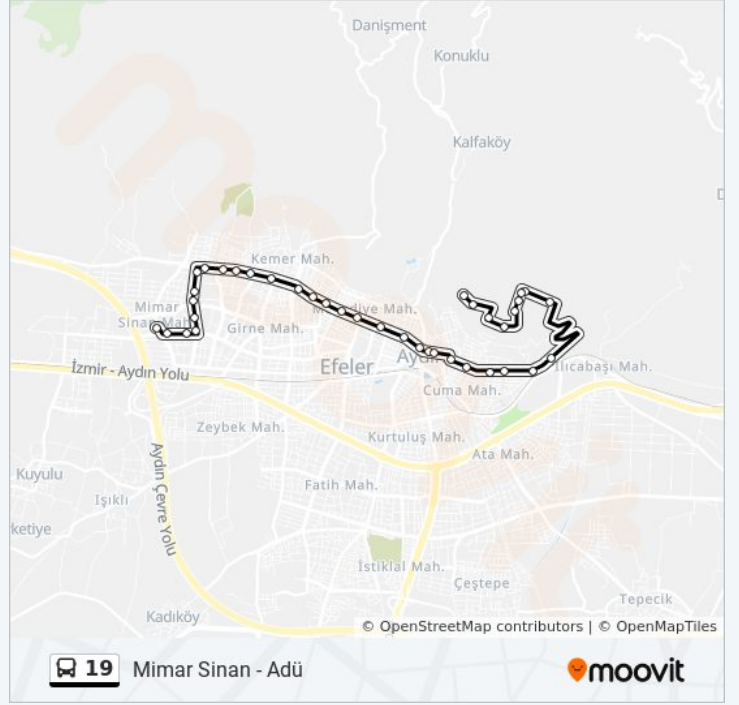 Danişment
Konuklu
Kalfaköy
Kemer Mah.
Mimar
Sinan Mah.
Girne Mah.
Efeler
İzmir - Aydın Yolu
Ilıcabaşı Mah.
Cuma Mah.
Zeybek Mah.
Kurtuluş Mah.
Ata Mah.
Aydın Çevre Yolu
Kuyulu
Fatih Mah.
Işıklı
ketiye
İstiklal Mah.
Çeştepe
Tepecik
Kadıköy
© OpenStreetMap contributors | © OpenMapTiles
19 Mimar Sinan - Adü
moovit